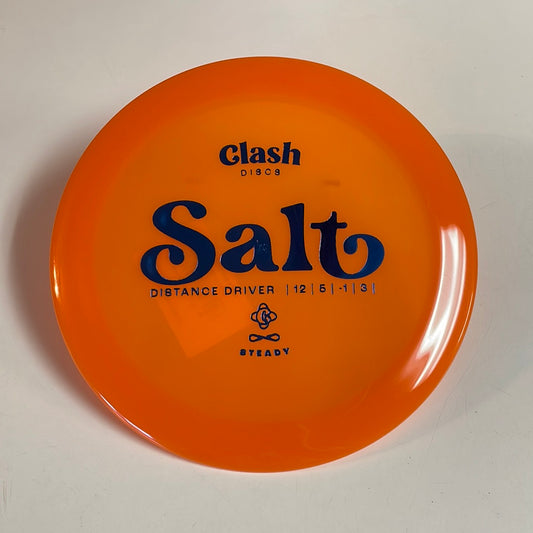 Clash
DISCS
Salt
DISTANCE DRIVER | 12 | 5 | -1 | 3 |
STEADY